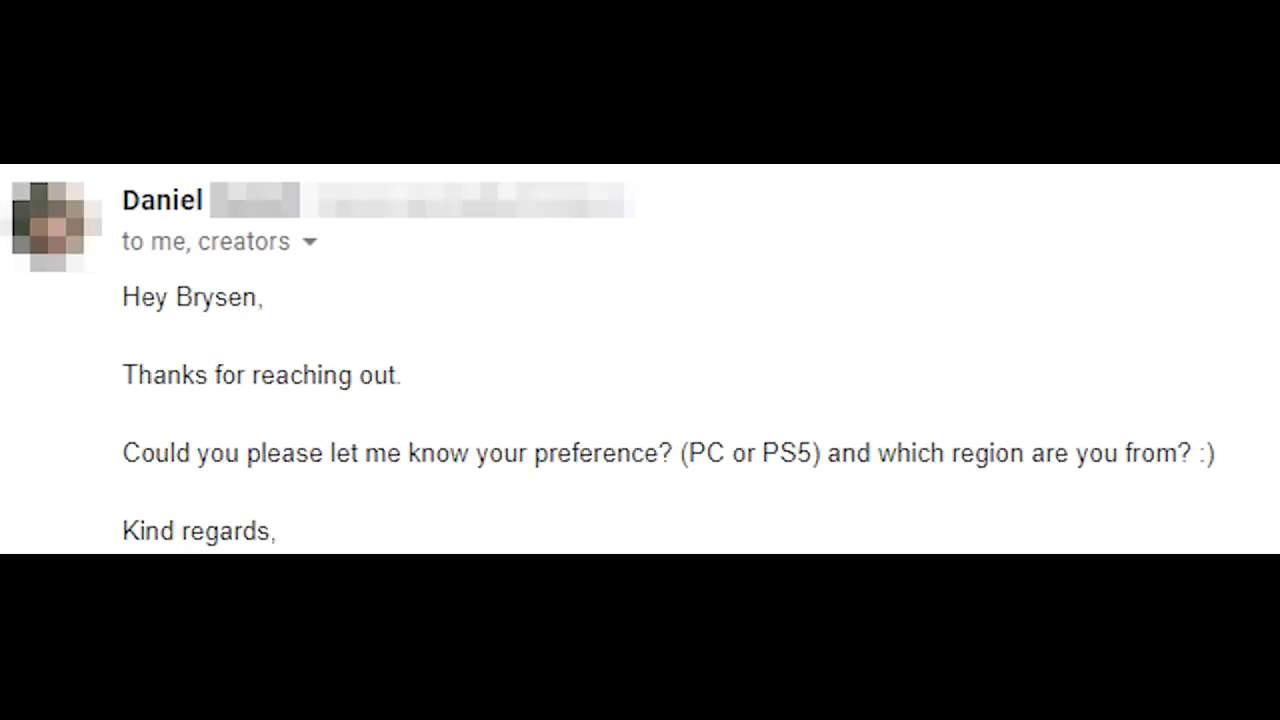 Daniel
to me, creators
Hey Brysen,
Thanks for reaching out.
Could you please let me know your preference? (PC or PS5) and which region are you from? :)
Kind regards,